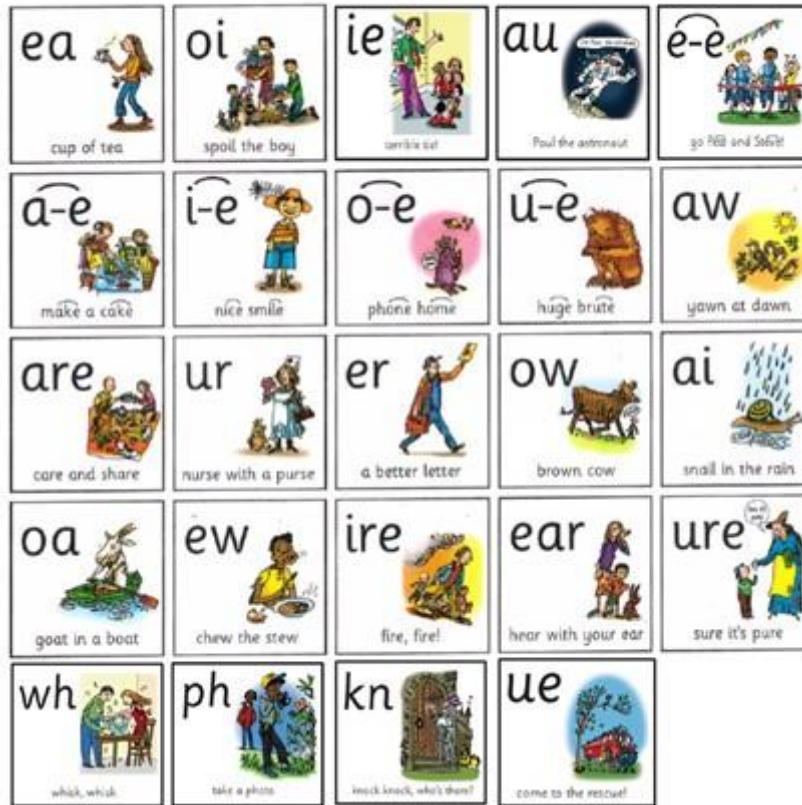 ea
cup of tea
oi
spoil the boy
ie
terrible tie!
au
Paul the astronaut
e-e
go Pete and Steve!
a-e
make a cake
i-e
nice smile
o-e
phone home
u-e
huge brute
aw
yawn at dawn
are
care and share
ur
nurse with a purse
er
a better letter
ow
brown cow
ai
snail in the rain
oa
goat in a boat
ew
chew the stew
ire
fire, fire!
ear
hear with your ear
ure
sure it's pure
wh
whisk, whisk
ph
take a photo
kn
knock knock, who's there?
ue
come to the rescue!